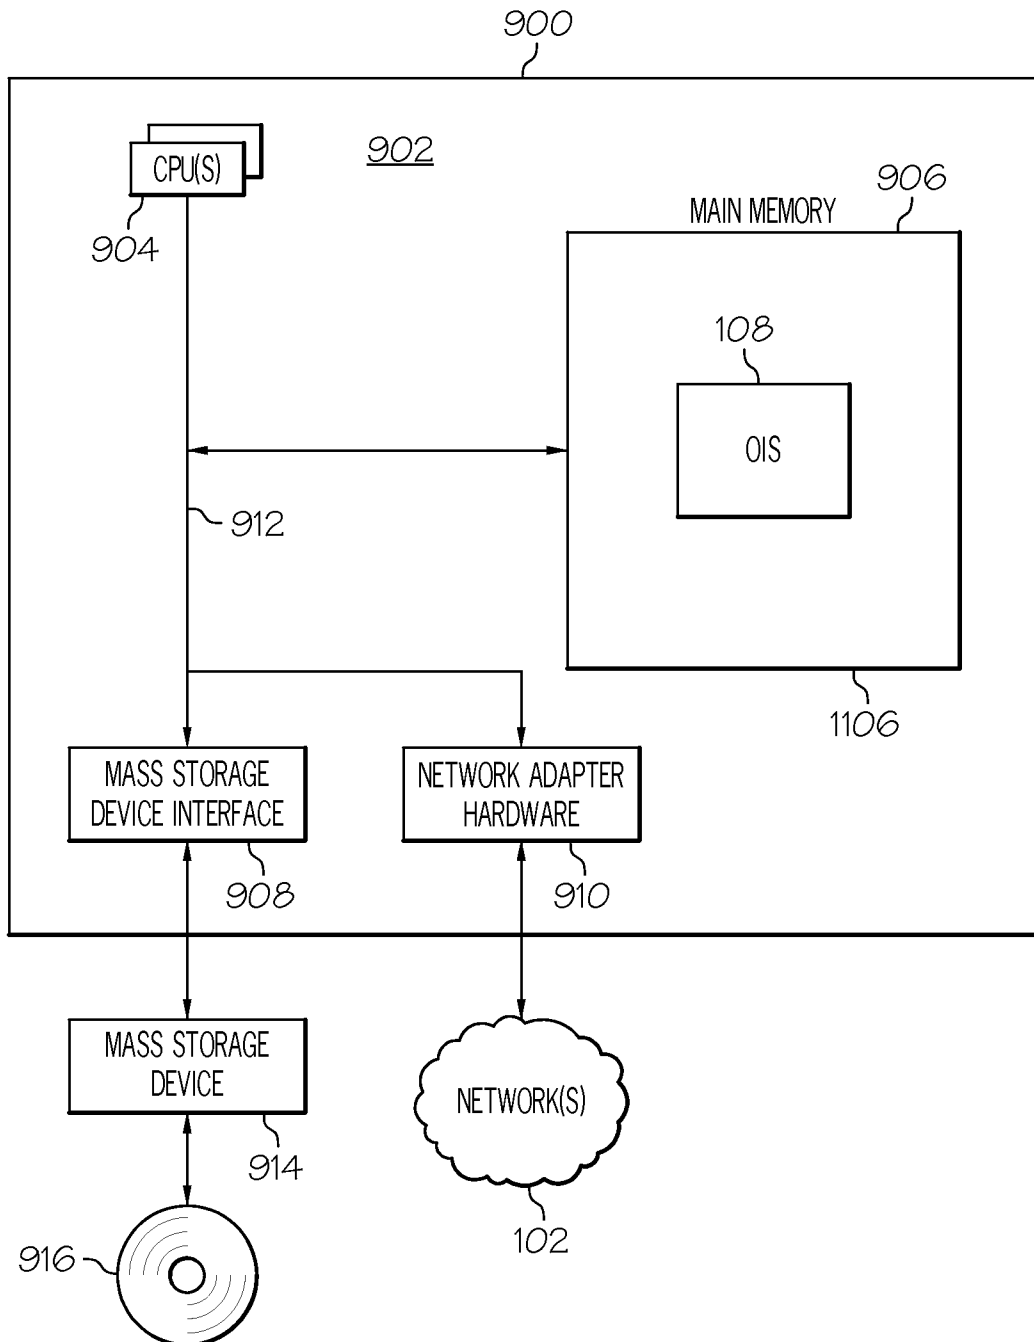 900
CPU(S)
902
904
906
MAIN MEMORY
108
OIS
912
1106
MASS STORAGE
DEVICE INTERFACE
NETWORK ADAPTER
HARDWARE
908
910
MASS STORAGE
DEVICE
NETWORK(S)
914
102
916